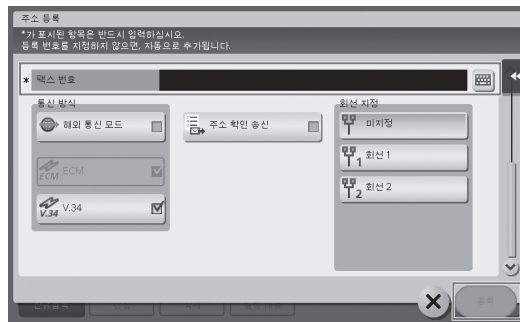 주소 등록
*가 표시된 항목은 반드시 입력하십시오.
등록 번호를 지정하지 않으면, 자동으로 추가됩니다.
* 팩스 번호
통신 방식
해외 통신 모드
주소 확인 송신
회선 지정
미지정
ECM ECM
1 회선 1
V.34 V.34
2 회선 2
등록